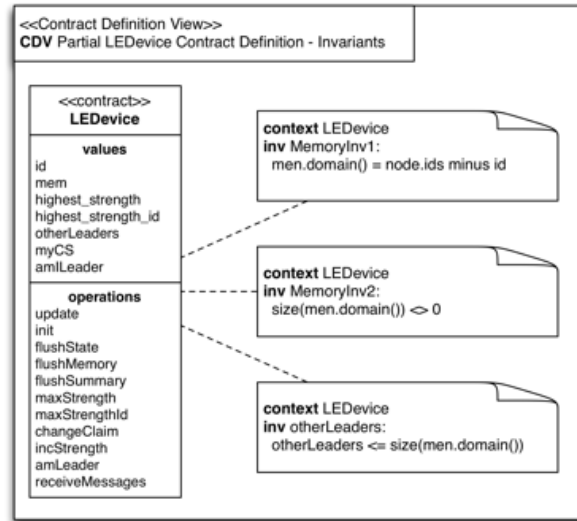 <<Contract Definition View>>
CDV Partial LEDevice Contract Definition - Invariants
<<contract>>
LEDevice
values
id
mem
highest_strength
highest_strength_id
otherLeaders
myCS
amILeader
operations
update
init
flushState
flushMemory
flushSummary
maxStrength
maxStrengthId
changeClaim
incStrength
amLeader
receiveMessages
context LEDevice
inv MemoryInv1:
men.domain() = node.ids minus id
context LEDevice
inv MemoryInv2:
size(men.domain()) <> 0
context LEDevice
inv otherLeaders:
otherLeaders <= size(men.domain())